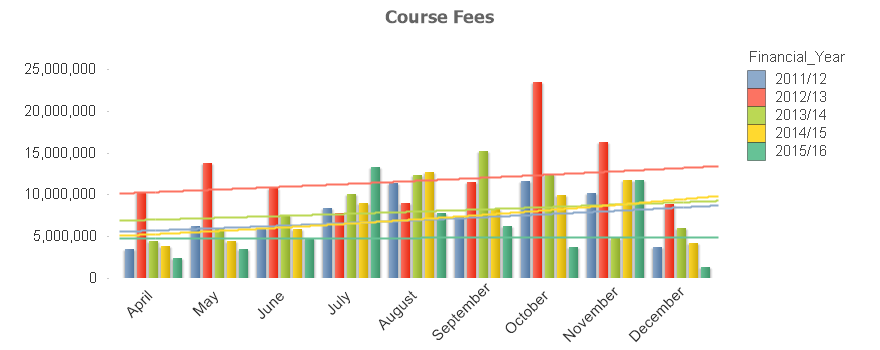 Course Fees
25,000,000
20,000,000
15,000,000
10,000,000
5,000,000
0
April
May
June
July
August
September
October
November
December
Financial_Year
2011/12
2012/13
2013/14
2014/15
2015/16